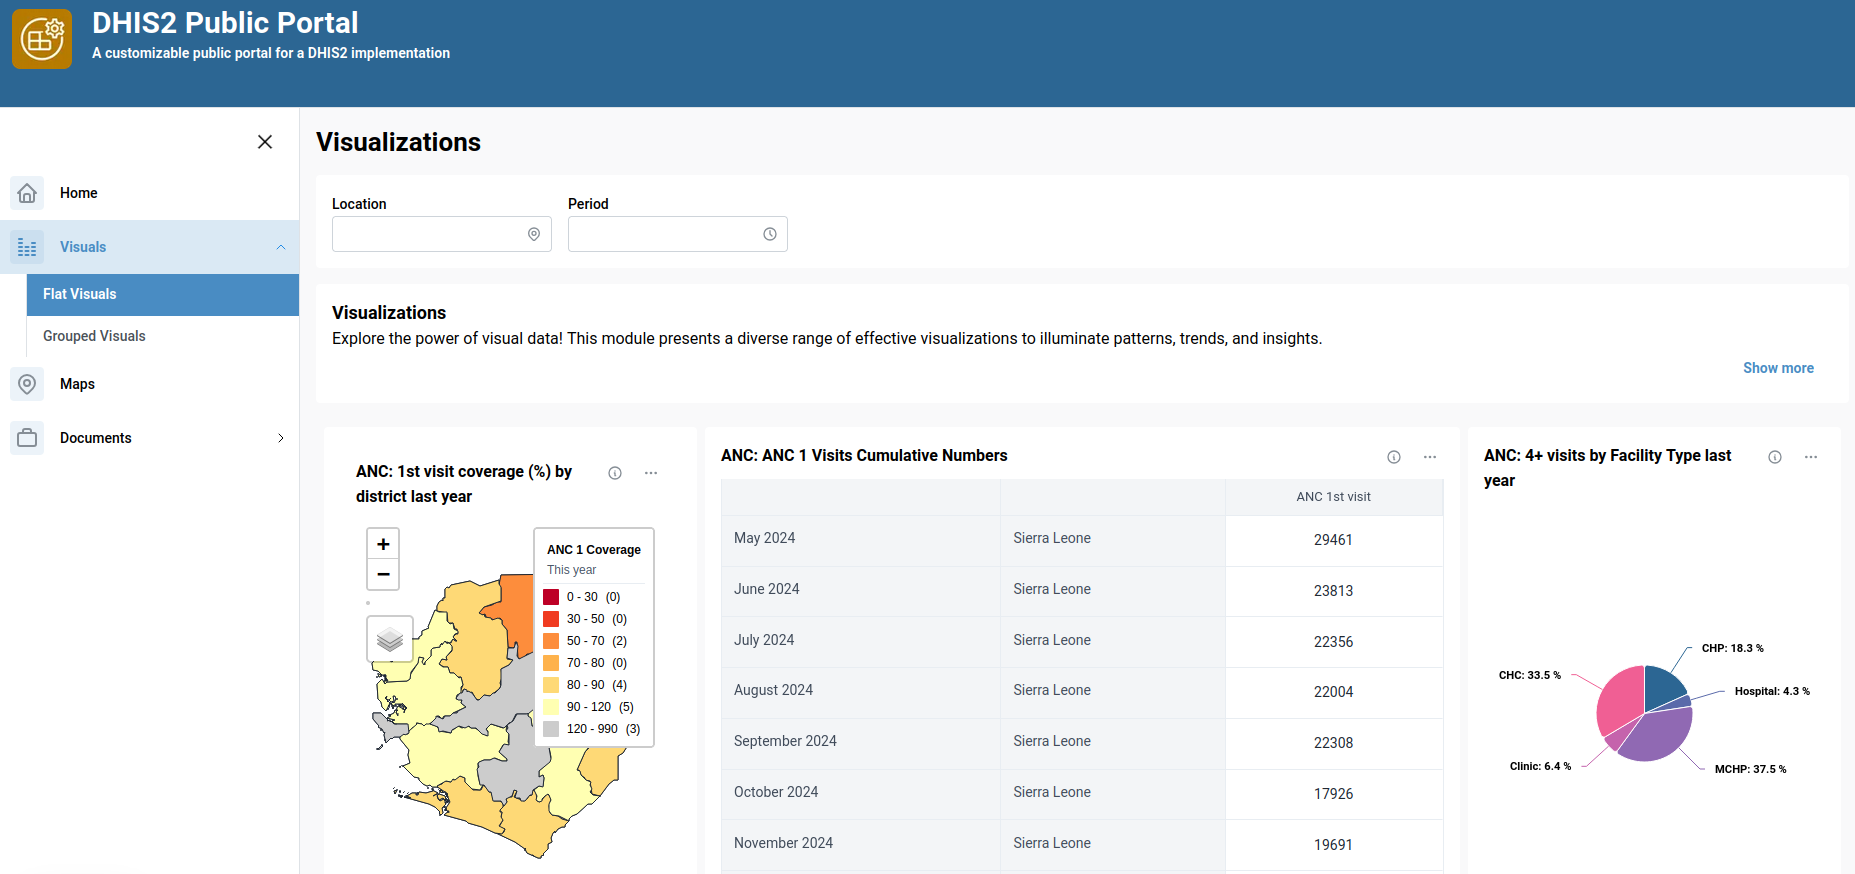 DHIS2 Public Portal
A customizable public portal for a DHIS2 implementation
Home
Visuals
Flat Visuals
Grouped Visuals
Maps
Documents
Visualizations
Location
Period
Visualizations
Explore the power of visual data! This module presents a diverse range of effective visualizations to illuminate patterns, trends, and insights.
Show more
ANC: 1st visit coverage (%) by
district last year
+
−
ANC 1 Coverage
This year
0 - 30 (0)
30 - 50 (0)
50 - 70 (2)
70 - 80 (0)
80 - 90 (4)
90 - 120 (5)
120 - 990 (3)
ANC: ANC 1 Visits Cumulative Numbers
ANC 1st visit
May 2024 Sierra Leone 29461
June 2024 Sierra Leone 23813
July 2024 Sierra Leone 22356
August 2024 Sierra Leone 22004
September 2024 Sierra Leone 22308
October 2024 Sierra Leone 17926
November 2024 Sierra Leone 19691
ANC: 4+ visits by Facility Type last
year
CHP: 18.3 %
CHC: 33.5 %
Hospital: 4.3 %
Clinic: 6.4 %
MCHP: 37.5 %